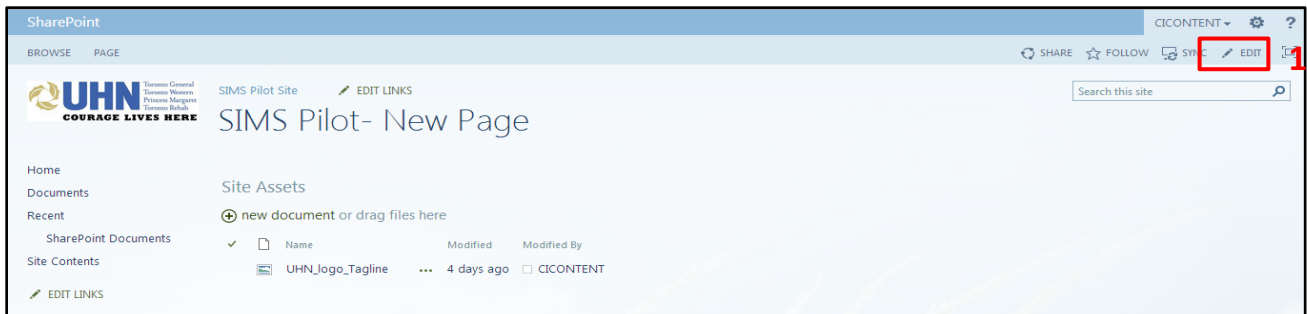 SharePoint CICONTENT ?
BROWSE PAGE SHARE FOLLOW SYNC EDIT
1
UHN Toronto General
Toronto Western
Princess Margaret
Toronto Rehab
COURAGE LIVES HERE
SIMS Pilot Site EDIT LINKS
Search this site
SIMS Pilot- New Page
Home
Documents
Recent
SharePoint Documents
Site Contents
EDIT LINKS
Site Assets
new document or drag files here
Name Modified Modified By
UHN_logo_Tagline ... 4 days ago CICONTENT